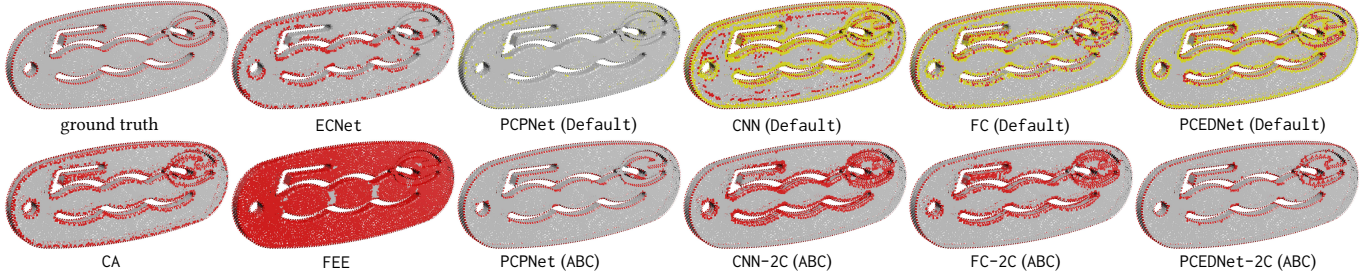 ground truth
ECNet
PCPNet (Default)
CNN (Default)
FC (Default)
PCEDNet (Default)
CA
FEE
PCPNet (ABC)
CNN-2C (ABC)
FC-2C (ABC)
PCEDNet-2C (ABC)